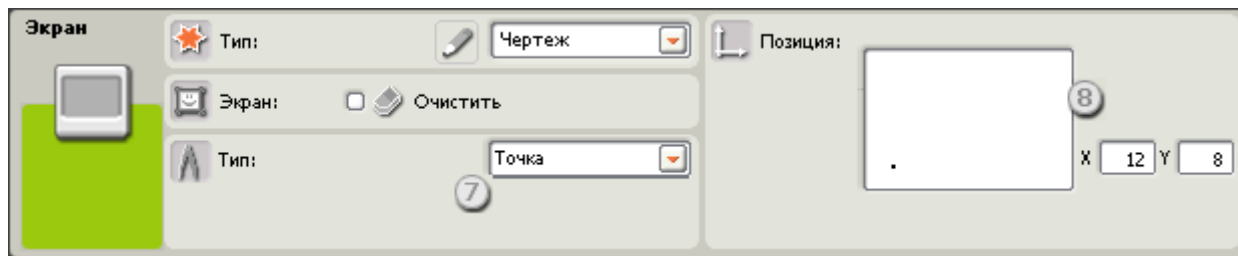 Экран
Тип: Чертеж
Экран: Очистить
Тип: Точка
7
Позиция:
8
X 12 Y 8